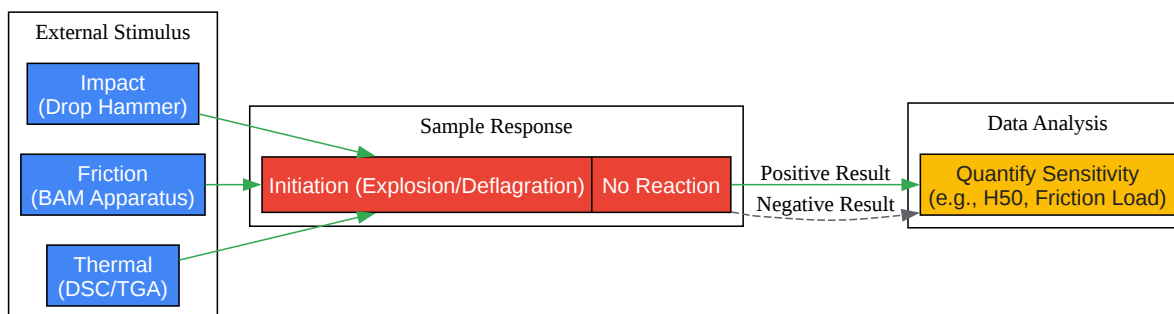 External Stimulus
Impact
(Drop Hammer)
Friction
(BAM Apparatus)
Thermal
(DSC/TGA)
Sample Response
Initiation (Explosion/Deflagration)
No Reaction
Positive Result
Negative Result
Data Analysis
Quantify Sensitivity
(e.g., H50, Friction Load)